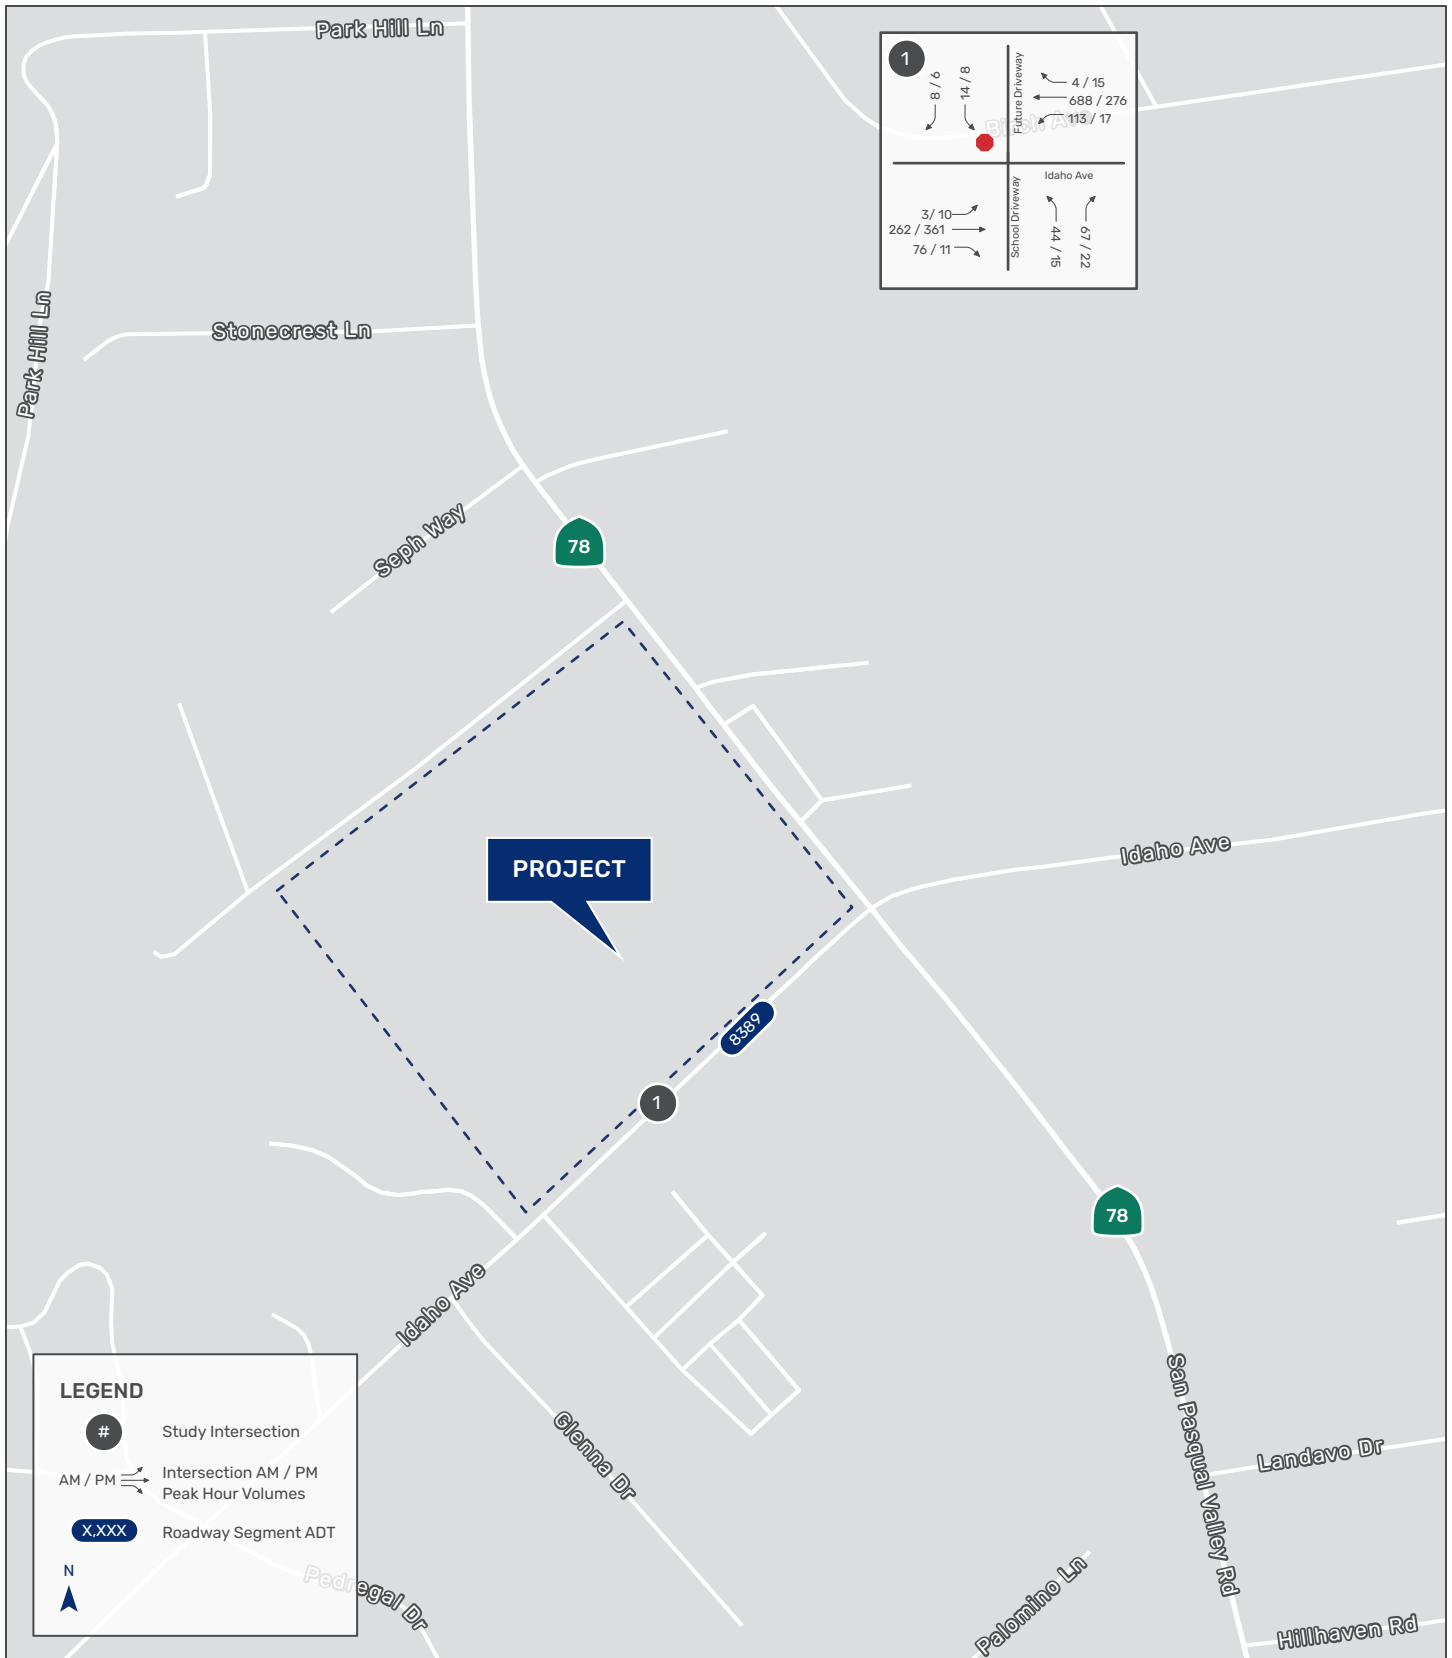 Park Hill Ln
1
8 / 6
14 / 8
Future Driveway
4 / 15
688 / 276
113 / 17
Birch Ave
Idaho Ave
School Driveway
3/ 10
262 / 361
76 / 11
44 / 15
67 / 22
Park Hill Ln
Stonecrest Ln
Seph Way
78
PROJECT
Idaho Ave
8389
1
78
Idaho Ave
San Pasqual Valley Rd
Glenna Dr
Landavo Dr
Palomino Ln
Hillhaven Rd
Pedregal Dr
LEGEND
# Study Intersection
AM / PM Intersection AM / PM
Peak Hour Volumes
X,XXX Roadway Segment ADT
N